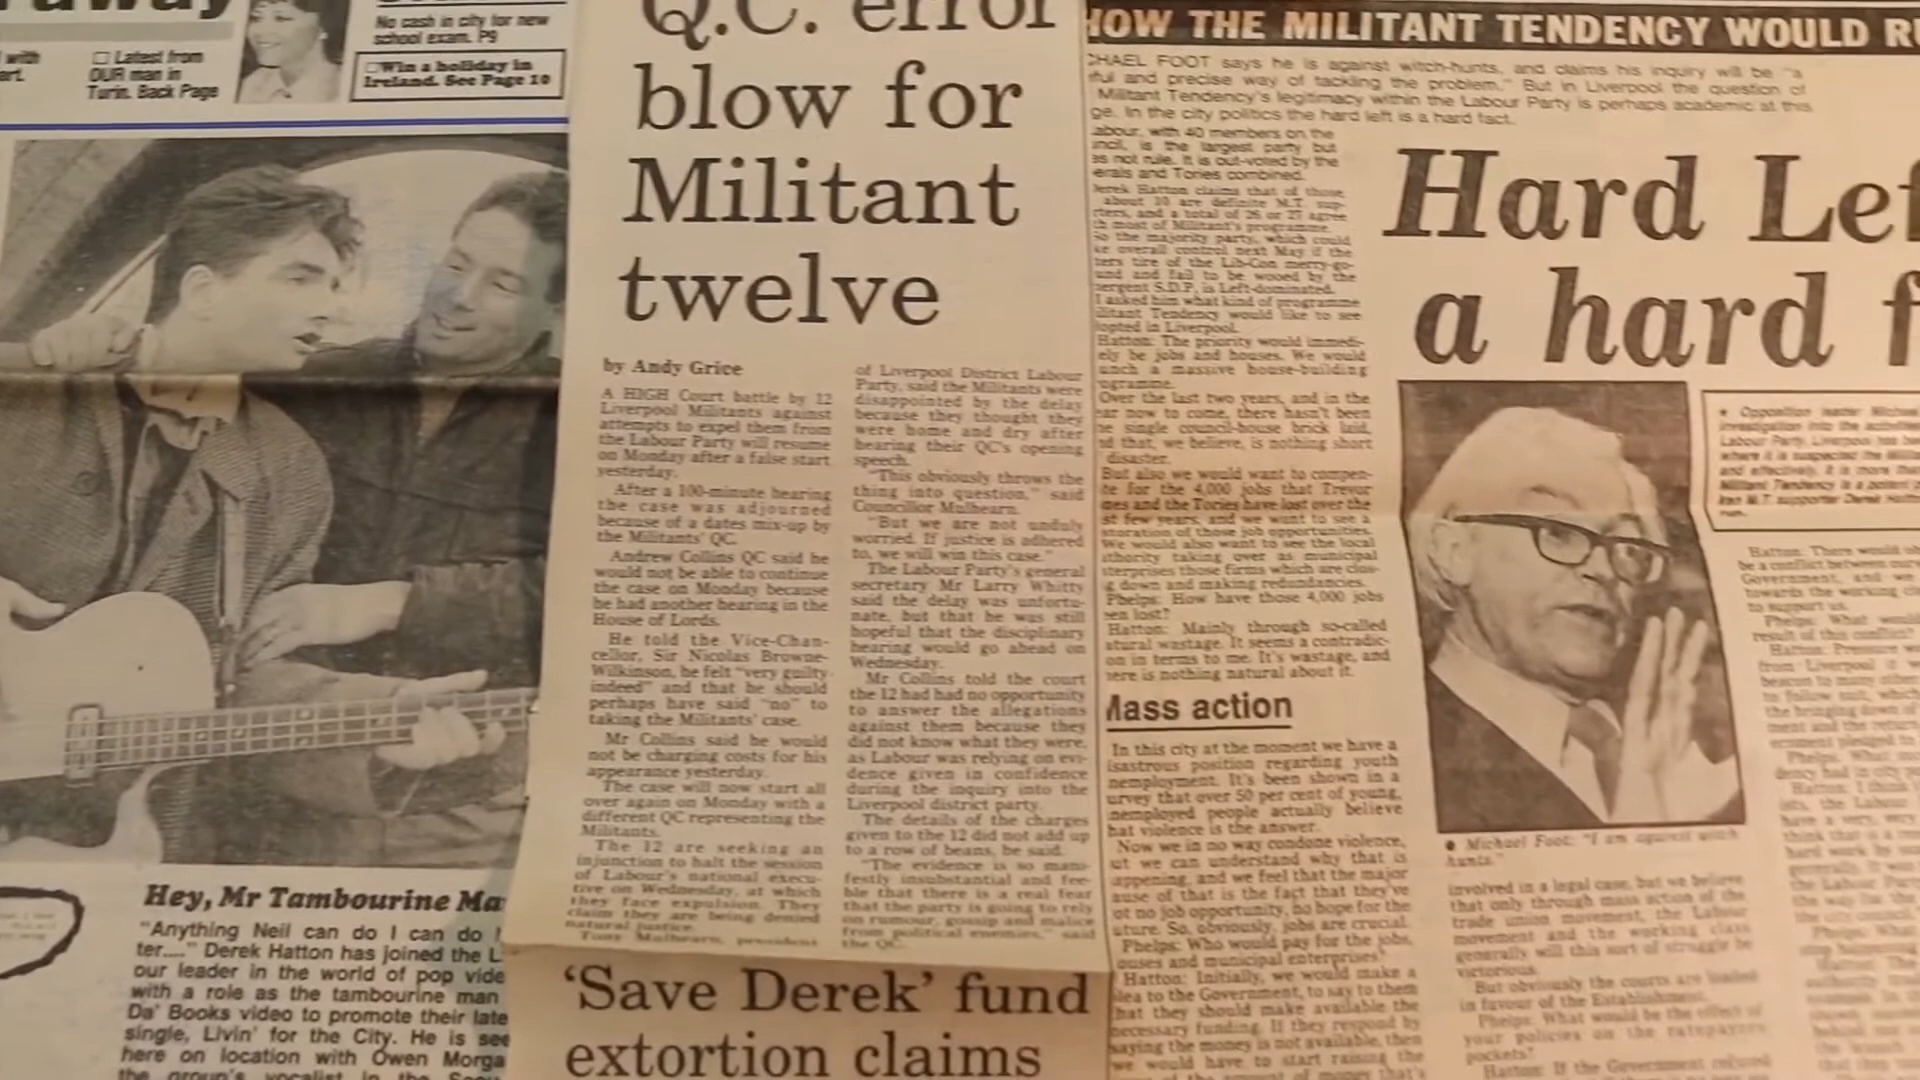 No cash in city for new
school exam. P9
with
□ Latest from
OUR man in
Turin. Back Page
□Win a holiday in
Ireland. See Page 10
Hey, Mr Tambourine Ma
"Anything Neil can do I can do
ter...." Derek Hatton has joined the L
our leader in the world of pop vide
with a role as the tambourine man
Da' Books video to promote their late
single, Livin' for the City. He is see
here on location with Owen Morga
the group's vocalist in the
Q.C. error
blow for
Militant
twelve
by Andy Grice
A HIGH Court battle by 12
Liverpool Militants against
attempts to expel them from
the Labour Party will resume
on Monday after a false start
yesterday.
After a 100-minute hearing
the case was adjourned
because of a dates mix-up by
the Militants' QC.
Andrew Collins QC said he
would not be able to continue
the case on Monday because
he had another hearing in the
House of Lords.
He told the Vice-Chan-
cellor, Sir Nicolas Browne-
Wilkinson, he felt "very guilty
indeed" and that he should
perhaps have said "no" to
taking the Militants' case.
Mr Collins said he would
not be charging costs for his
appearance yesterday.
The case will now start all
over again on Monday with a
different QC representing the
Militants.
The 12 are seeking an
injunction to halt the session
of Labour's national execu-
tive on Wednesday, at which
they face expulsion. They
claim they are being denied
natural justice.
Tony Mulhearn, president
of Liverpool District Labour
Party, said the Militants were
disappointed by the delay
because they thought they
were home and dry after
hearing their QC's opening
speech.
"This obviously throws the
thing into question," said
Councillor Mulhearn.
"But we are not unduly
worried. If justice is adhered
to, we will win this case."
The Labour Party's general
secretary Mr Larry Whitty
said the delay was unfortu-
nate, but that he was still
hopeful that the disciplinary
hearing would go ahead on
Wednesday.
Mr Collins told the court
the 12 had had no opportunity
to answer the allegations
against them because they
did not know what they were,
as Labour was relying on evi-
dence given in confidence
during the inquiry into the
Liverpool district party.
The details of the charges
given to the 12 did not add up
to a row of beans, he said.
"The evidence is so mani-
festly insubstantial and fee-
ble that there is a real fear
that the party is going to rely
on rumour, gossip and malice
from political enemies," said
the QC.
'Save Derek' fund
extortion claims
HOW THE MILITANT TENDENCY WOULD RU
CHAEL FOOT says he is against witch-hunts, and claims his inquiry will be "a
ful and precise way of tackling the problem." But in Liverpool the question of
Militant Tendency's legitimacy within the Labour Party is perhaps academic at this
ge. In the city politics the hard left is a hard fact.
Hard Lef
a hard f
abour, with 40 members on the
ncil, is the largest party but
es not rule. It is out-voted by the
erals and Tories combined.
Derek Hatton claims that of those,
about 10 are definite M.T. sup-
rters, and a total of 26 or 27 agree
th most of Militant's programme.
So the majority party, which could
ke overall control next May if the
ters tire of the Lib-Con merry-go-
und and fail to be wooed by the
nergent S.D.P, is Left-dominated.
I asked him what kind of programme
ilitant Tendency would like to see
lopted in Liverpool.
Hatton: The priority would immedi-
ely be jobs and houses. We would
unch a massive house-building
ogramme.
Over the last two years, and in the
ear now to come, there hasn't been
ne single council-house brick laid,
nd that, we believe, is nothing short
disaster.
But also we would want to compen-
te for the 4,000 jobs that Trevor
nes and the Tories have lost over the
st few years, and we want to see a
storation of those job opportunities.
We would also want to see the local
thority taking over as municipal
terprises those firms which are clos-
g down and making redundancies.
Phelps: How have those 4,000 jobs
een lost?
Hatton: Mainly through so-called
atural wastage. It seems a contradic-
on in terms to me. It's wastage, and
here is nothing natural about it.
Mass action
In this city at the moment we have a
isastrous position regarding youth
nemployment. It's been shown in a
urvey that over 50 per cent of young,
nemployed people actually believe
hat violence is the answer.
Now we in no way condone violence,
ut we can understand why that is
appening, and we feel that the major
ause of that is the fact that they've
ot no job opportunity, no hope for the
uture. So, obviously, jobs are crucial.
Phelps: Who would pay for the jobs,
ouses and municipal enterprises?
Hatton: Initially, we would make a
lea to the Government, to say to them
hat they should make available the
necessary funding. If they respond by
saying the money is not available, then
we would have to start raising the
● Michael Foot: "I am against witch
hunts."
involved in a legal case, but we believe
that only through mass action of the
trade union movement, the Labour
movement and the working class
generally will this sort of struggle be
victorious.
But obviously the courts are loaded
in favour of the Establishment.
Phelps: What would be the effect of
your policies on the ratepayers'
pockets?
Hatton: If the Government refused